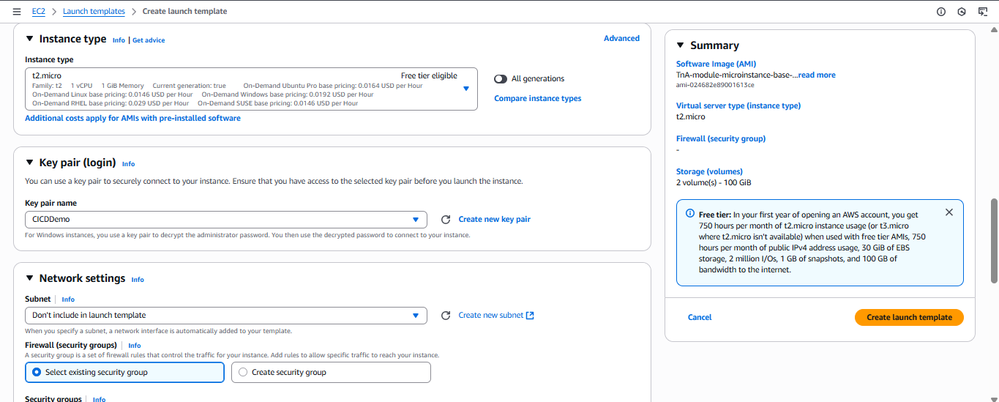 EC2 > Launch templates > Create launch template
Instance type Info | Get advice
Advanced
Instance type
t2.micro Free tier eligible
Family: t2 1 vCPU 1 GiB Memory Current generation: true On-Demand Ubuntu Pro base pricing: 0.0164 USD per Hour
On-Demand Linux base pricing: 0.0146 USD per Hour On-Demand Windows base pricing: 0.0192 USD per Hour
On-Demand RHEL base pricing: 0.029 USD per Hour On-Demand SUSE base pricing: 0.0146 USD per Hour
All generations
Compare instance types
Additional costs apply for AMIs with pre-installed software
Key pair (login) Info
You can use a key pair to securely connect to your instance. Ensure that you have access to the selected key pair before you launch the instance.
Key pair name
CICDDemo
Create new key pair
For Windows instances, you use a key pair to decrypt the administrator password. You then use the decrypted password to connect to your instance.
Network settings Info
Subnet | Info
Don't include in launch template
Create new subnet
When you specify a subnet, a network interface is automatically added to your template.
Firewall (security groups) | Info
A security group is a set of firewall rules that control the traffic for your instance. Add rules to allow specific traffic to reach your instance.
Select existing security group
Create security group
Security groups | Info
Summary
Software Image (AMI)
TnA-module-microinstance-base-...read more
ami-024682e89001613ce
Virtual server type (instance type)
t2.micro
Firewall (security group)
-
Storage (volumes)
2 volume(s) - 100 GiB
Free tier: In your first year of opening an AWS account, you get
750 hours per month of t2.micro instance usage (or t3.micro
where t2.micro isn't available) when used with free tier AMIs, 750
hours per month of public IPv4 address usage, 30 GiB of EBS
storage, 2 million I/Os, 1 GB of snapshots, and 100 GB of
bandwidth to the internet.
Cancel
Create launch template